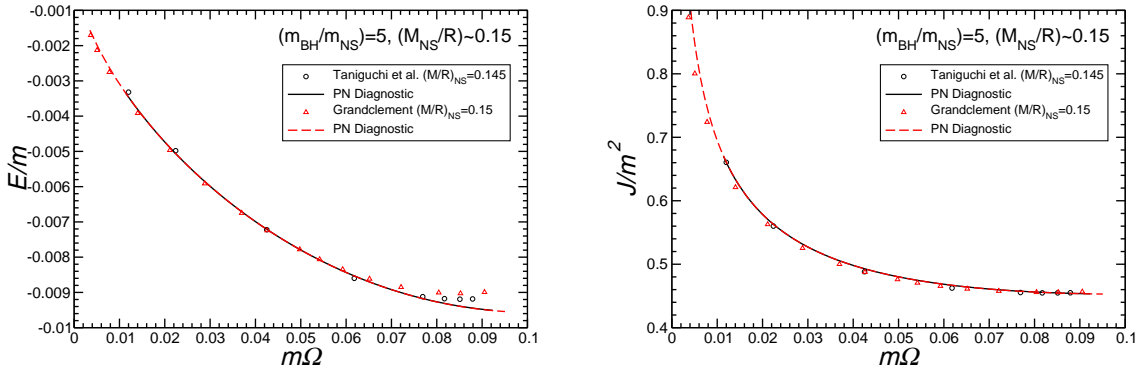 (m_BH/m_NS)=5, (M_NS/R)~0.15
Taniguchi et al. (M/R)_NS=0.145
PN Diagnostic
Grandclement (M/R)_NS=0.15
PN Diagnostic
E/m
-0.001
-0.002
-0.003
-0.004
-0.005
-0.006
-0.007
-0.008
-0.009
-0.01
0 0.01 0.02 0.03 0.04 0.05 0.06 0.07 0.08 0.09 0.1
mΩ
(m_BH/m_NS)=5, (M_NS/R)~0.15
Taniguchi et al. (M/R)_NS=0.145
PN Diagnostic
Grandclement (M/R)_NS=0.15
PN Diagnostic
J/m^2
0.9
0.8
0.7
0.6
0.5
0.4
0 0.01 0.02 0.03 0.04 0.05 0.06 0.07 0.08 0.09 0.1
mΩ